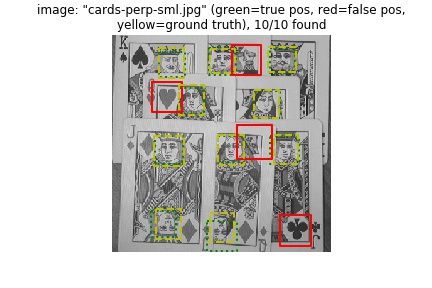 image: "cards-perp-sml.jpg" (green=true pos, red=false pos,
yellow=ground truth), 10/10 found
K
J